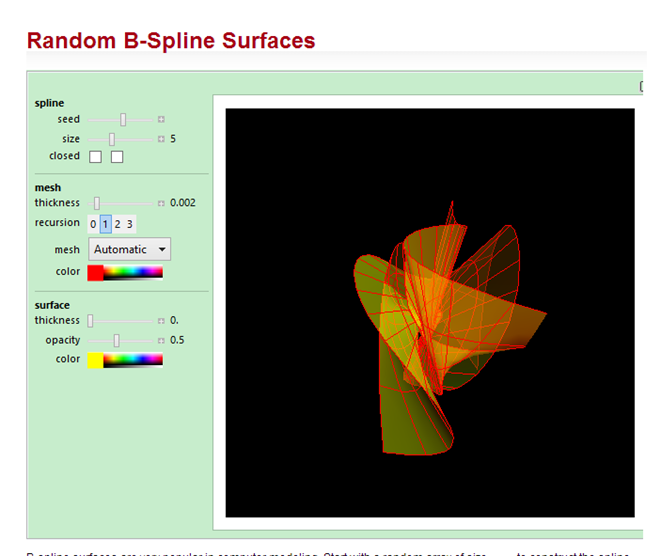 Random B-Spline Surfaces
spline
seed
size 5
closed
mesh
thickness 0.002
recursion 0 1 2 3
mesh Automatic
color
surface
thickness 0.
opacity 0.5
color
B-spline surfaces are very popular in computer modeling. Start with a random array of size to construct the spline